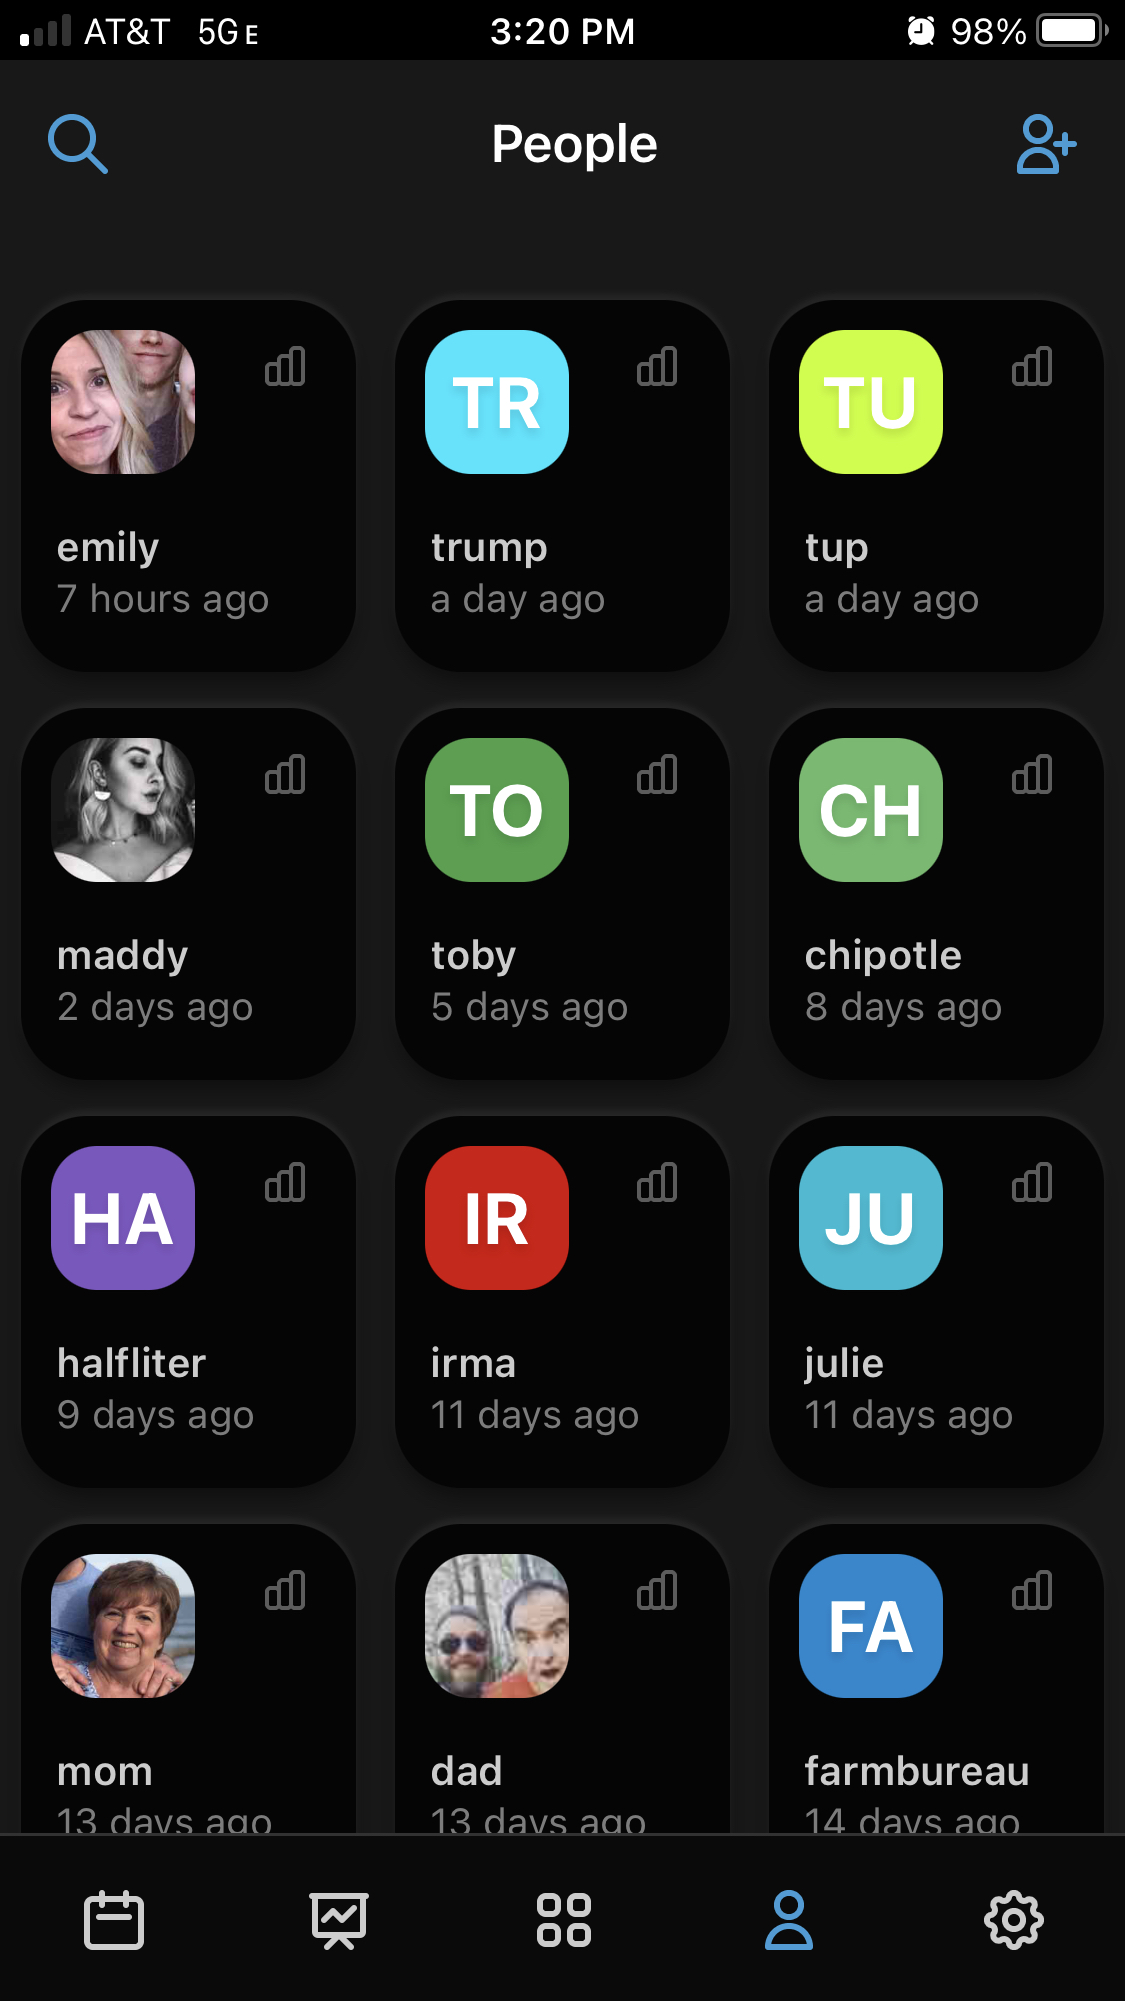 AT&T 5G E 3:20 PM 98%
People
TR TU
emily trump tup
7 hours ago a day ago a day ago
TO CH
maddy toby chipotle
2 days ago 5 days ago 8 days ago
HA IR JU
halfliter irma julie
9 days ago 11 days ago 11 days ago
FA
mom dad farmbureau
13 days ago 13 days ago 14 days ago